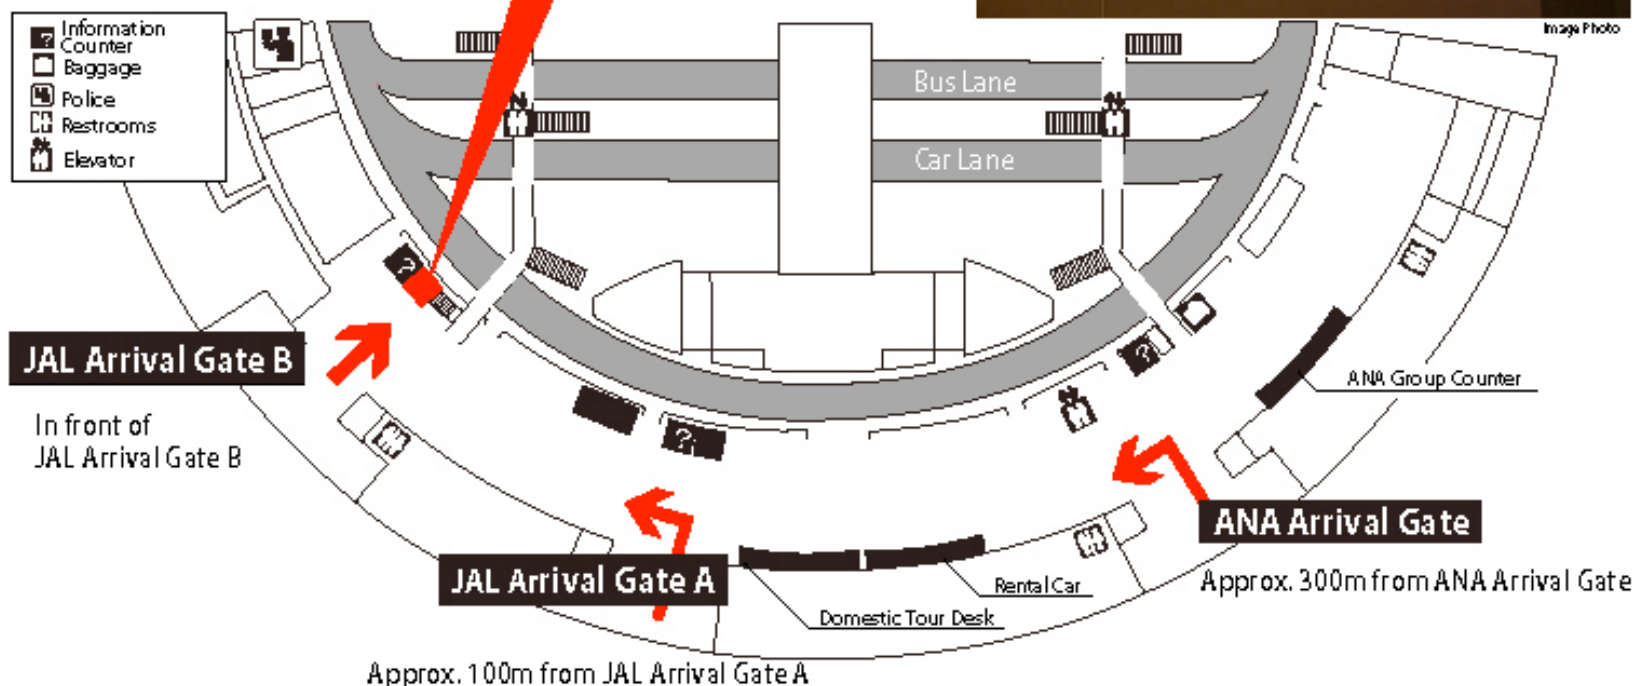 Image Photo
Information
Counter
Baggage
Police
Restrooms
Elevator
?
Bus Lane
Car Lane
?
JAL Arrival Gate B
In front of
JAL Arrival Gate B
?
?
ANA Group Counter
ANA Arrival Gate
Approx. 300m from ANA Arrival Gate
JAL Arrival Gate A
Rental Car
Domestic Tour Desk
Approx. 100m from JAL Arrival Gate A